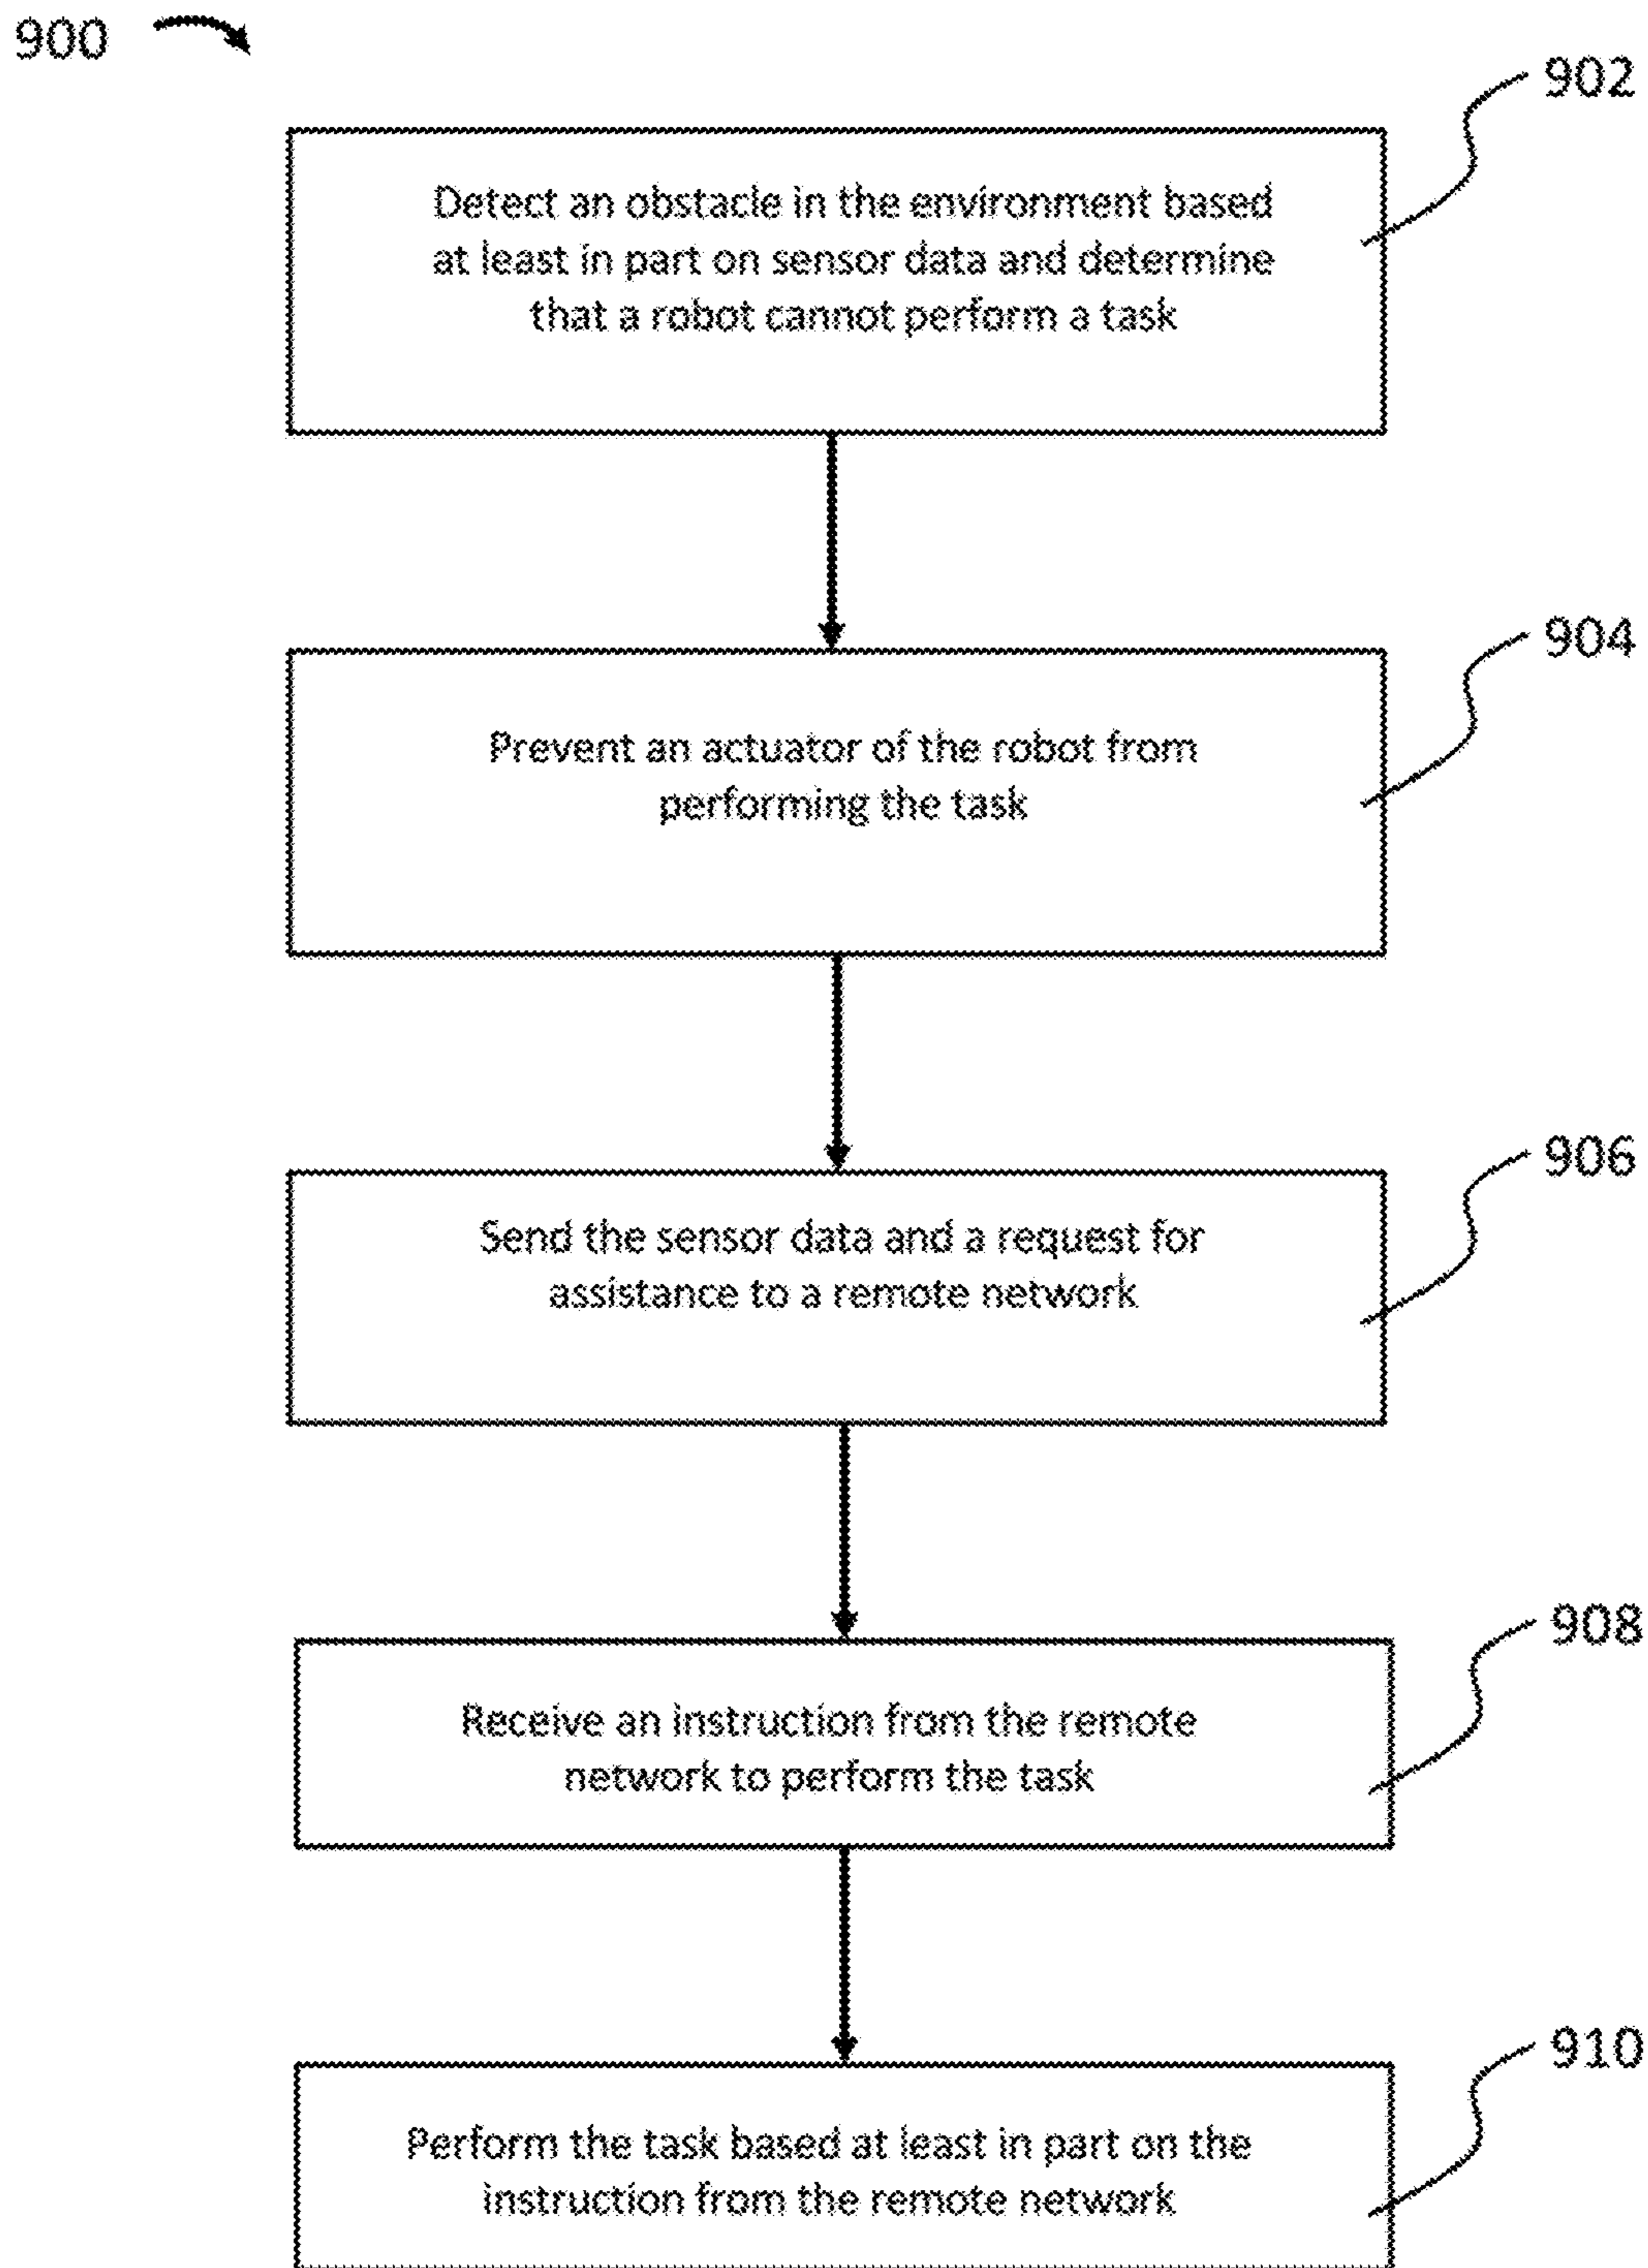 900
902
Detect an obstacle in the environment based
at least in part on sensor data and determine
that a robot cannot perform a task
904
Prevent an actuator of the robot from
performing the task
906
Send the sensor data and a request for
assistance to a remote network
908
Receive an instruction from the remote
network to perform the task
910
Perform the task based at least in part on the
instruction from the remote network